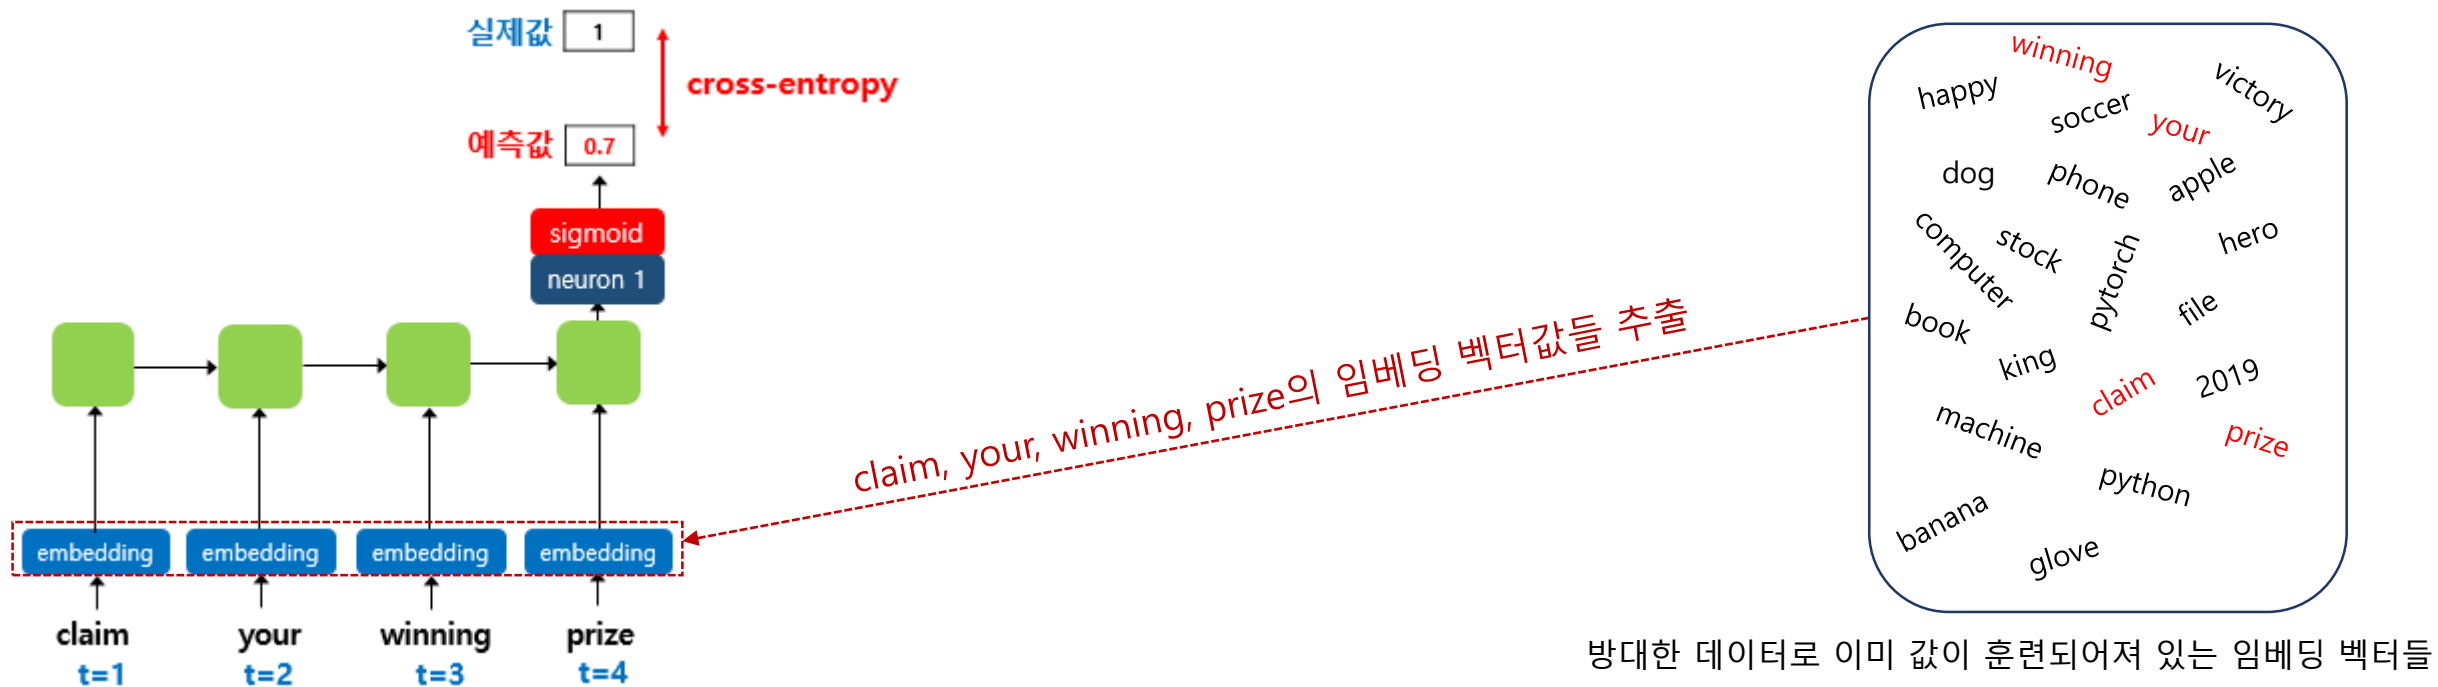 실제값 1
cross-entropy
예측값 0.7
sigmoid
neuron 1
embedding embedding embedding embedding
claim your winning prize
t=1 t=2 t=3 t=4
claim, your, winning, prize의 임베딩 벡터값들 추출
winning
happy
victory
soccer
your
dog
phone
apple
computer
stock
pytorch
hero
book
file
king
claim
2019
machine
prize
python
banana
glove
방대한 데이터로 이미 값이 훈련되어져 있는 임베딩 벡터들